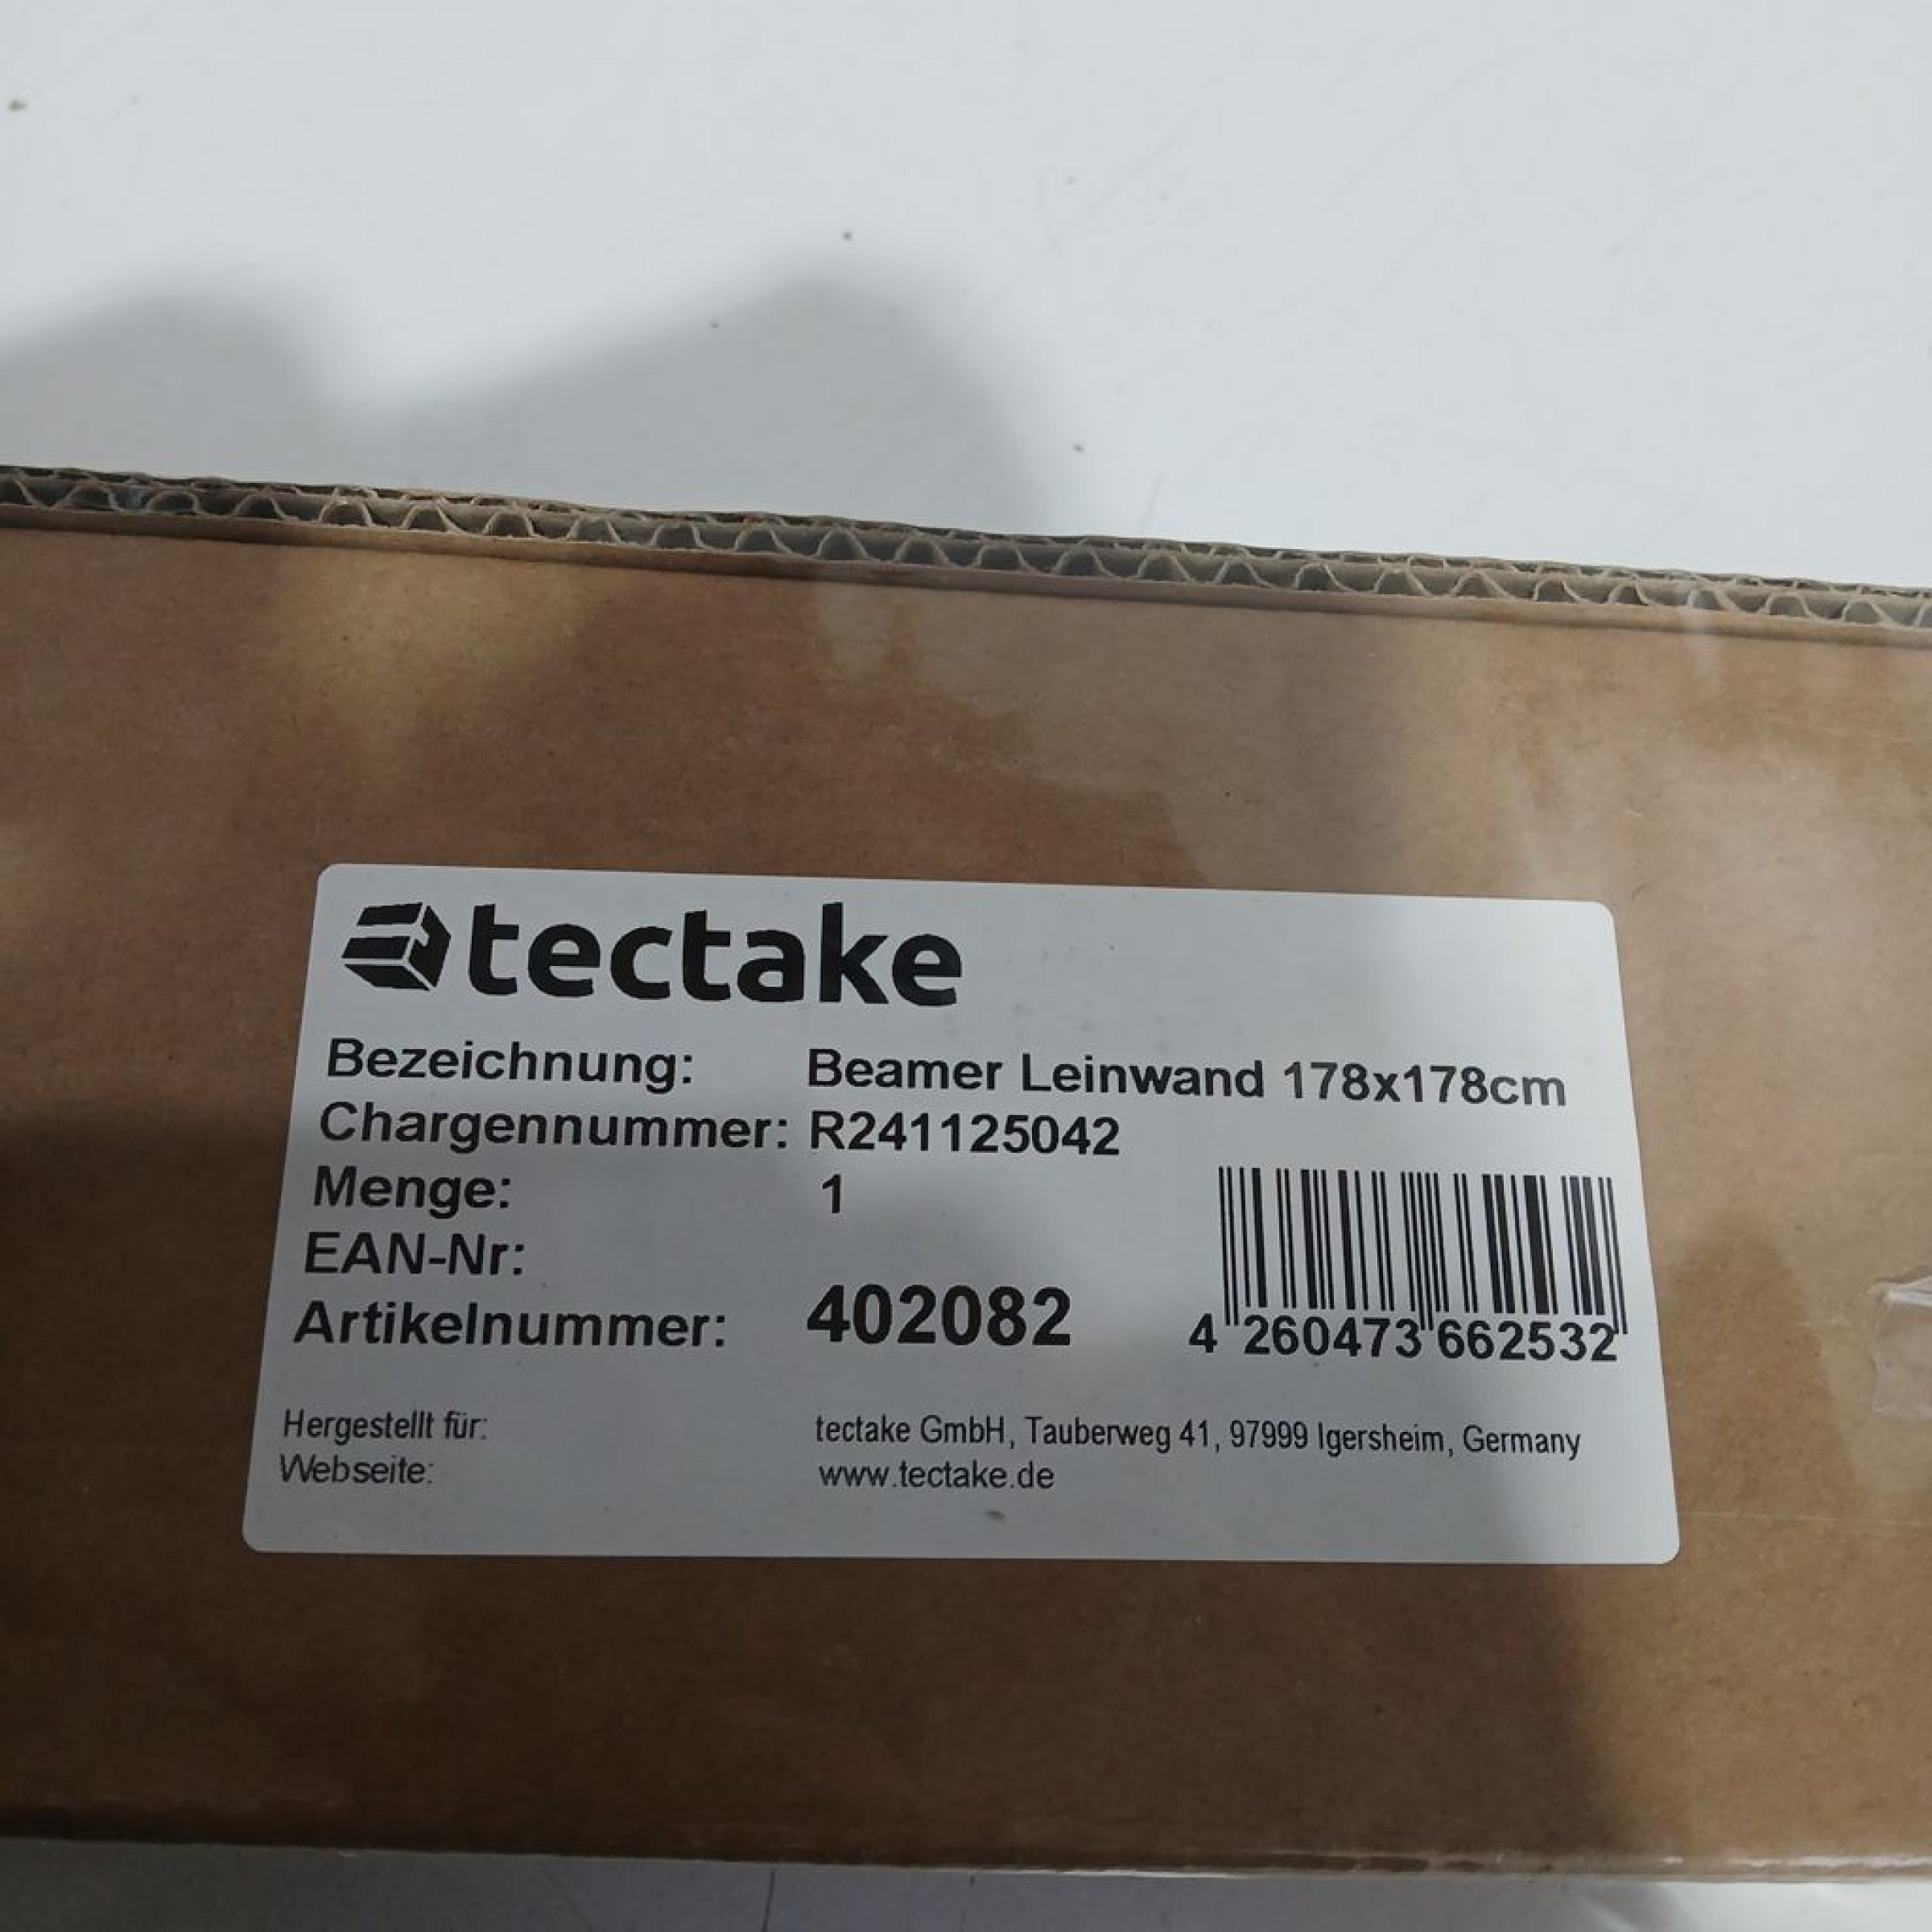 tectake
Bezeichnung: Beamer Leinwand 178x178cm
Chargennummer: R241125042
Menge: 1
EAN-Nr:
Artikelnummer: 402082
4 260473 662532
Hergestellt für: tectake GmbH, Tauberweg 41, 97999 Igersheim, Germany
Webseite: www.tectake.de